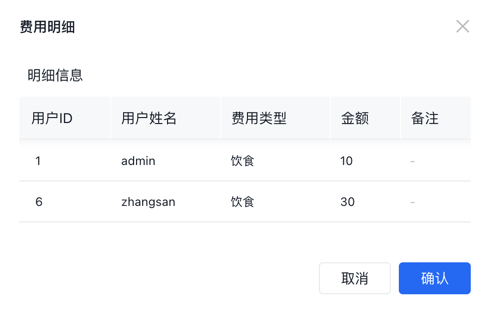 费用明细
明细信息
用户ID 用户姓名 费用类型 金额 备注
1 admin 饮食 10 -
6 zhangsan 饮食 30 -
取消 确认